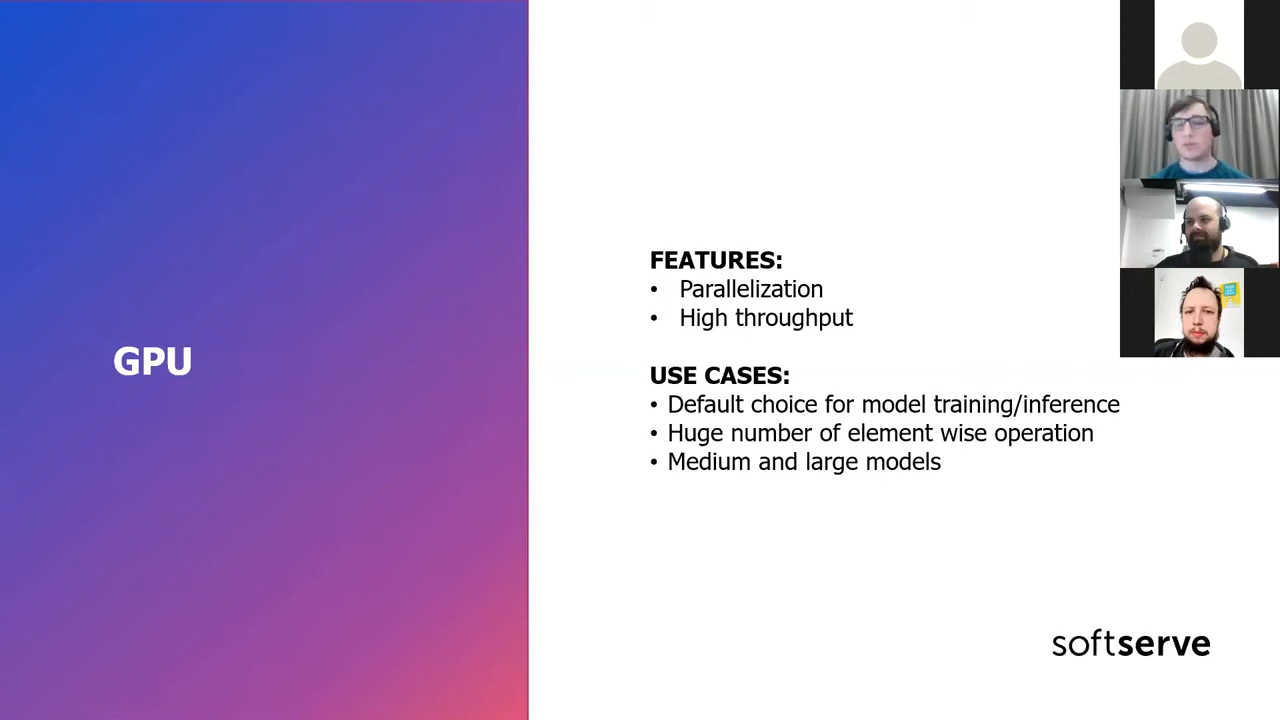 GPU
FEATURES:
• Parallelization
• High throughput
USE CASES:
• Default choice for model training/inference
• Huge number of element wise operation
• Medium and large models
softserve